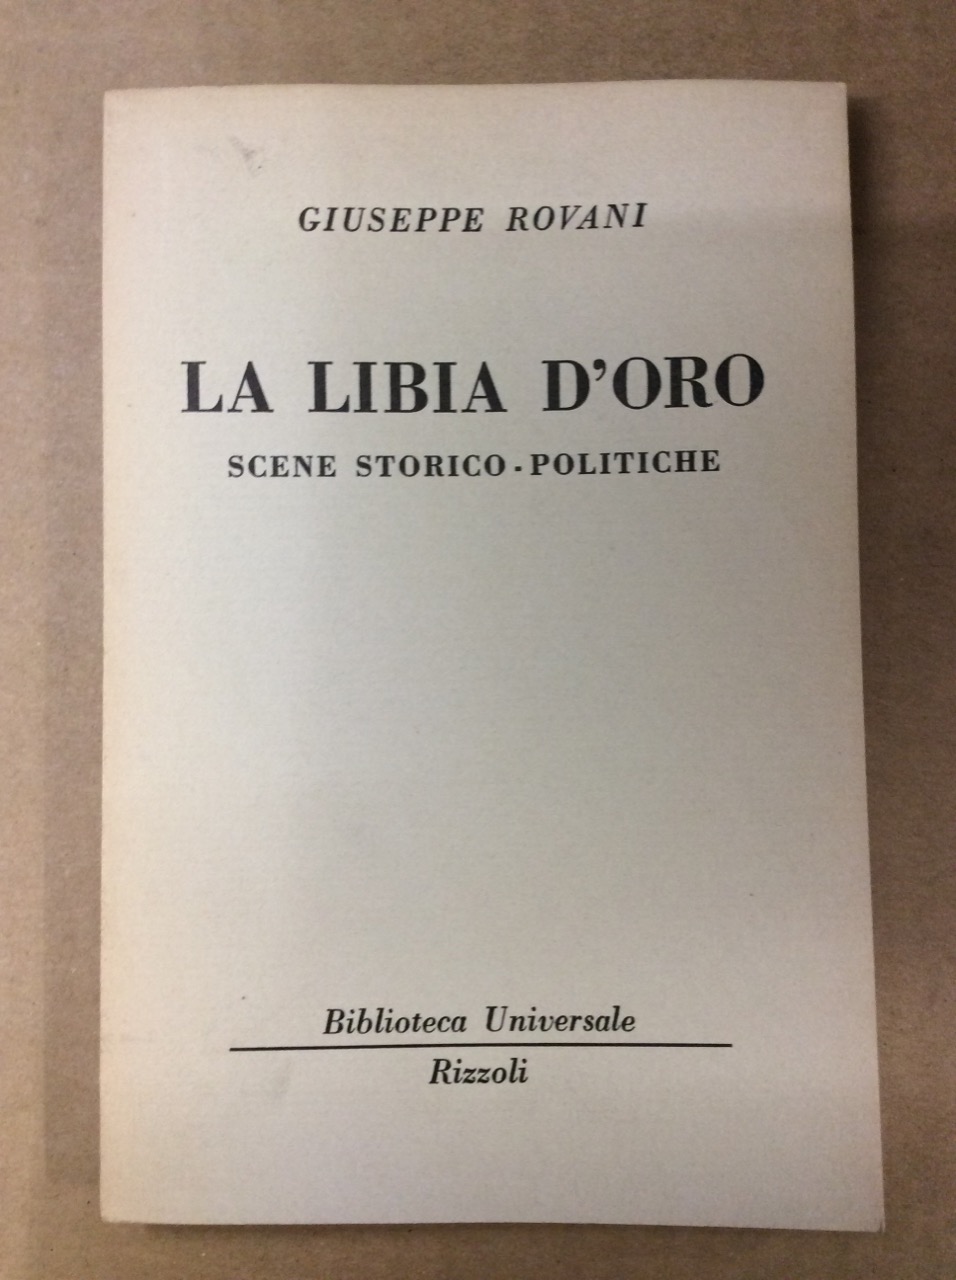 GIUSEPPE ROVANI
LA LIBIA D'ORO
SCENE STORICO-POLITICHE
Biblioteca Universale
Rizzoli